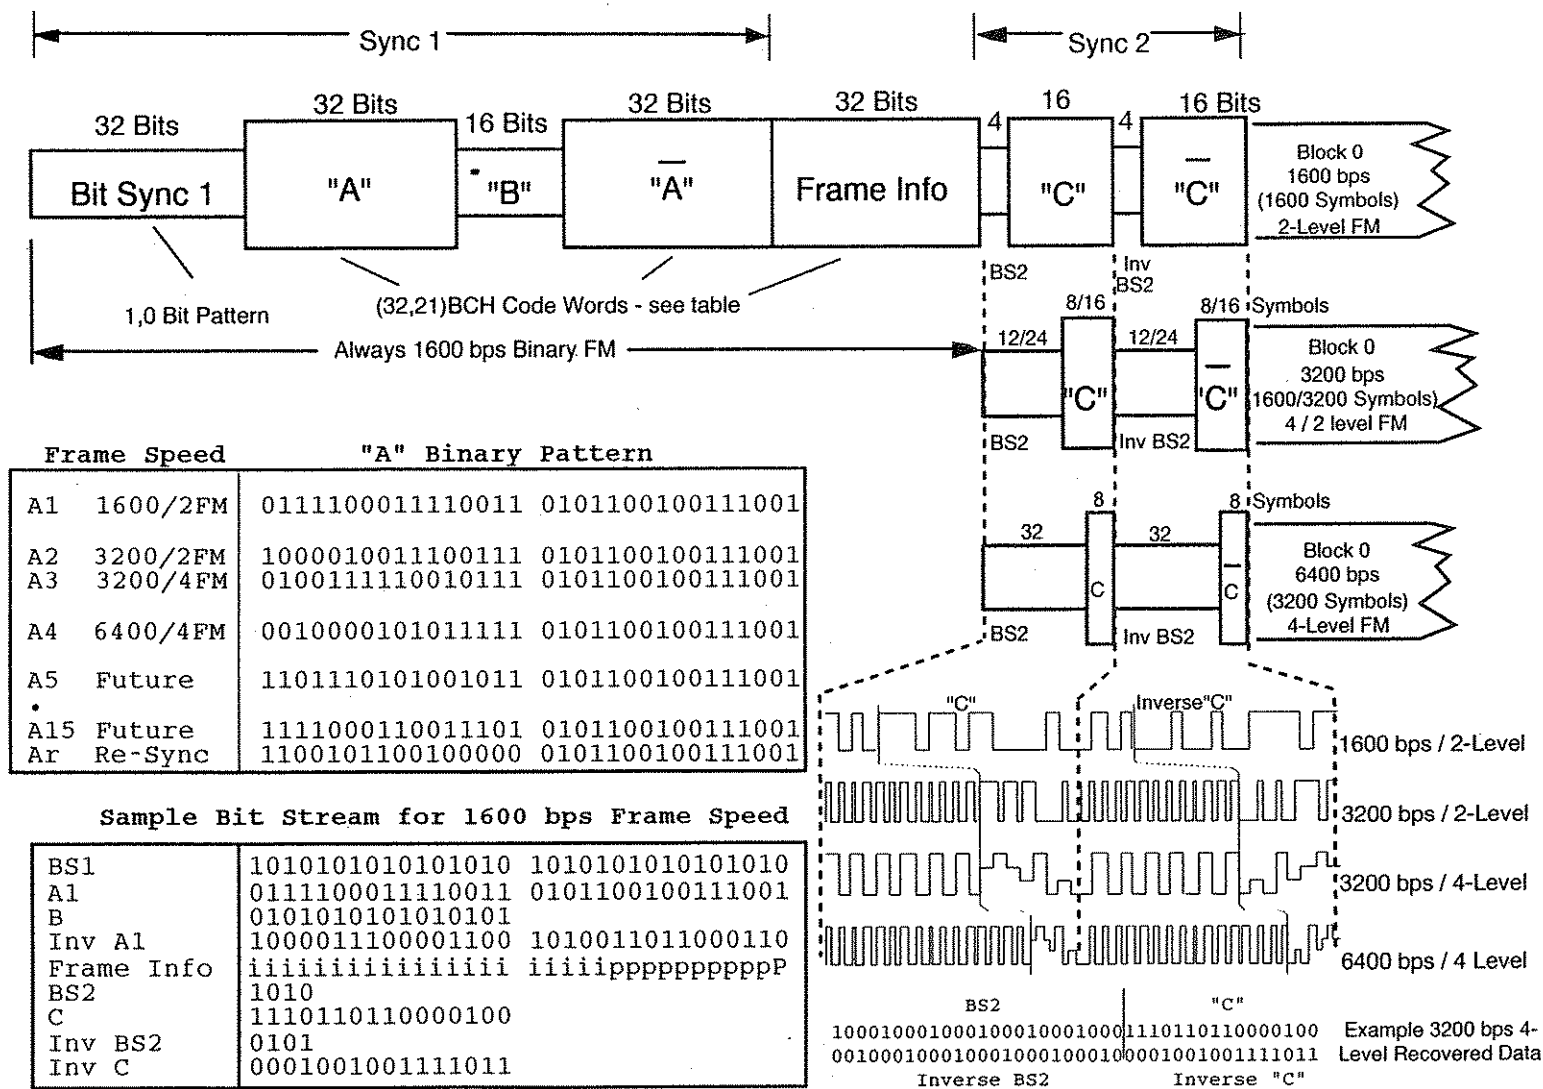 Sync 1
Sync 2
32 Bits
32 Bits
16 Bits
32 Bits
32 Bits
4
16
4
16 Bits
Bit Sync 1
"A"
"B"
"A"
Frame Info
"C"
"C"
Block 0
1600 bps
(1600 Symbols)
2-Level FM
BS2
Inv
BS2
1,0 Bit Pattern
(32,21)BCH Code Words - see table
Always 1600 bps Binary FM
12/24
8/16
12/24
8/16 Symbols
"C"
"C"
Block 0
3200 bps
1600/3200 Symbols)
4 / 2 level FM
BS2
Inv BS2
32
8
32
8 Symbols
C
C
Block 0
6400 bps
(3200 Symbols)
4-Level FM
BS2
Inv BS2
Frame Speed "A" Binary Pattern
A1 1600/2FM 0111100011110011 0101100100111001
A2 3200/2FM 1000010011100111 0101100100111001
A3 3200/4FM 0100111110010111 0101100100111001
A4 6400/4FM 0010000101011111 0101100100111001
A5 Future 1101110101001011 0101100100111001
A15 Future 1111000110011101 0101100100111001
Ar Re-Sync 1100101100100000 0101100100111001
Sample Bit Stream for 1600 bps Frame Speed
BS1 1010101010101010 1010101010101010
A1 0111100011110011 0101100100111001
B 0101010101010101
Inv A1 1000011100001100 1010011011000110
Frame Info iiiiiiiiiiiiiiii iiiiippppppppppP
BS2 1010
C 1110110110000100
Inv BS2 0101
Inv C 0001001001111011
"C"
Inverse"C"
1600 bps / 2-Level
3200 bps / 2-Level
3200 bps / 4-Level
6400 bps / 4 Level
BS2 "C"
100010001000100010001000 1110110110000100 Example 3200 bps 4-
001000100010001000100010 0001001001111011 Level Recovered Data
Inverse BS2 Inverse "C"